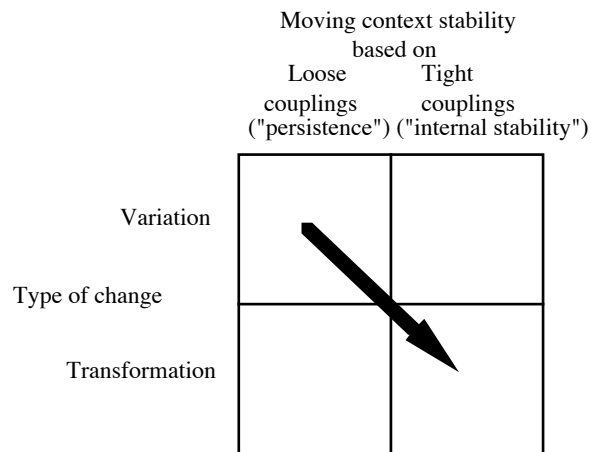 Moving context stability
based on
Loose Tight
couplings couplings
("persistence") ("internal stability")
Variation
Type of change
Transformation